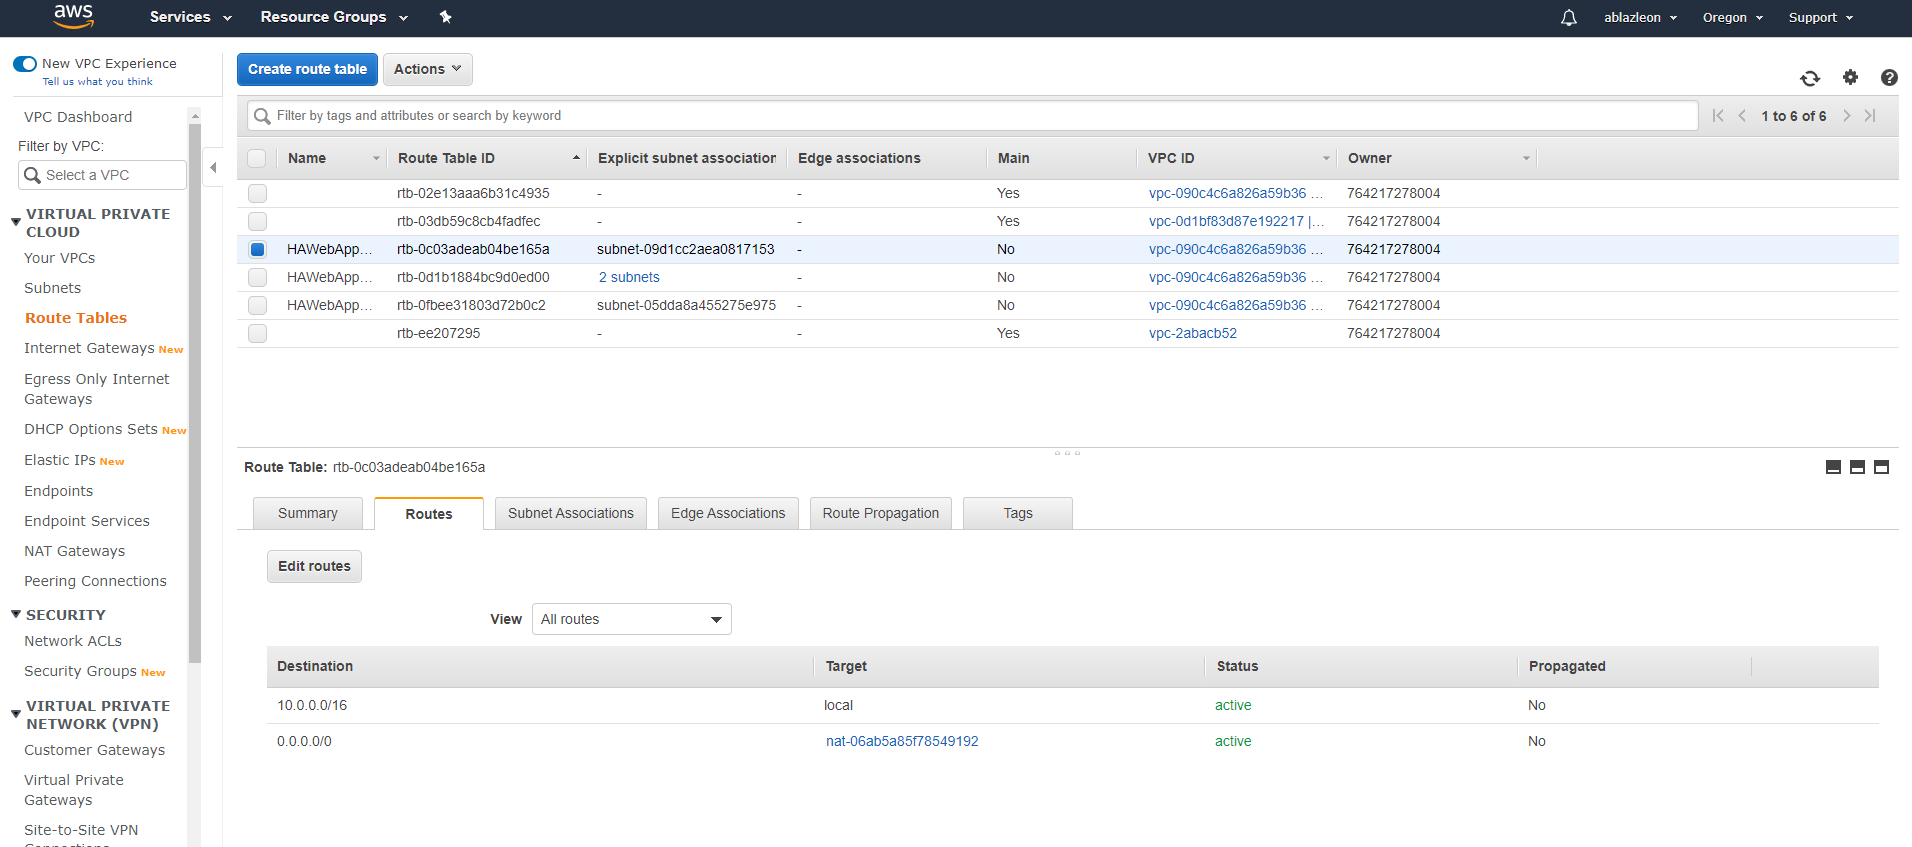 aws Services Resource Groups ablazleon Oregon Support
New VPC Experience
Tell us what you think
VPC Dashboard
Filter by VPC:
Select a VPC
VIRTUAL PRIVATE
CLOUD
Your VPCs
Subnets
Route Tables
Internet Gateways New
Egress Only Internet
Gateways
DHCP Options Sets New
Elastic IPs New
Endpoints
Endpoint Services
NAT Gateways
Peering Connections
SECURITY
Network ACLs
Security Groups New
VIRTUAL PRIVATE
NETWORK (VPN)
Customer Gateways
Virtual Private
Gateways
Site-to-Site VPN
Connections
Create route table Actions
Filter by tags and attributes or search by keyword 1 to 6 of 6
Name Route Table ID Explicit subnet association Edge associations Main VPC ID Owner
rtb-02e13aaa6b31c4935 - - Yes vpc-090c4c6a826a59b36 ... 764217278004
rtb-03db59c8cb4fadfec - - Yes vpc-0d1bf83d87e192217 |... 764217278004
HAWebApp... rtb-0c03adeab04be165a subnet-09d1cc2aea0817153 - No vpc-090c4c6a826a59b36 ... 764217278004
HAWebApp... rtb-0d1b1884bc9d0ed00 2 subnets - No vpc-090c4c6a826a59b36 ... 764217278004
HAWebApp... rtb-0fbee31803d72b0c2 subnet-05dda8a455275e975 - No vpc-090c4c6a826a59b36 ... 764217278004
rtb-ee207295 - - Yes vpc-2abacb52 764217278004
Route Table: rtb-0c03adeab04be165a
Summary Routes Subnet Associations Edge Associations Route Propagation Tags
Edit routes
View All routes
Destination Target Status Propagated
10.0.0.0/16 local active No
0.0.0.0/0 nat-06ab5a85f78549192 active No